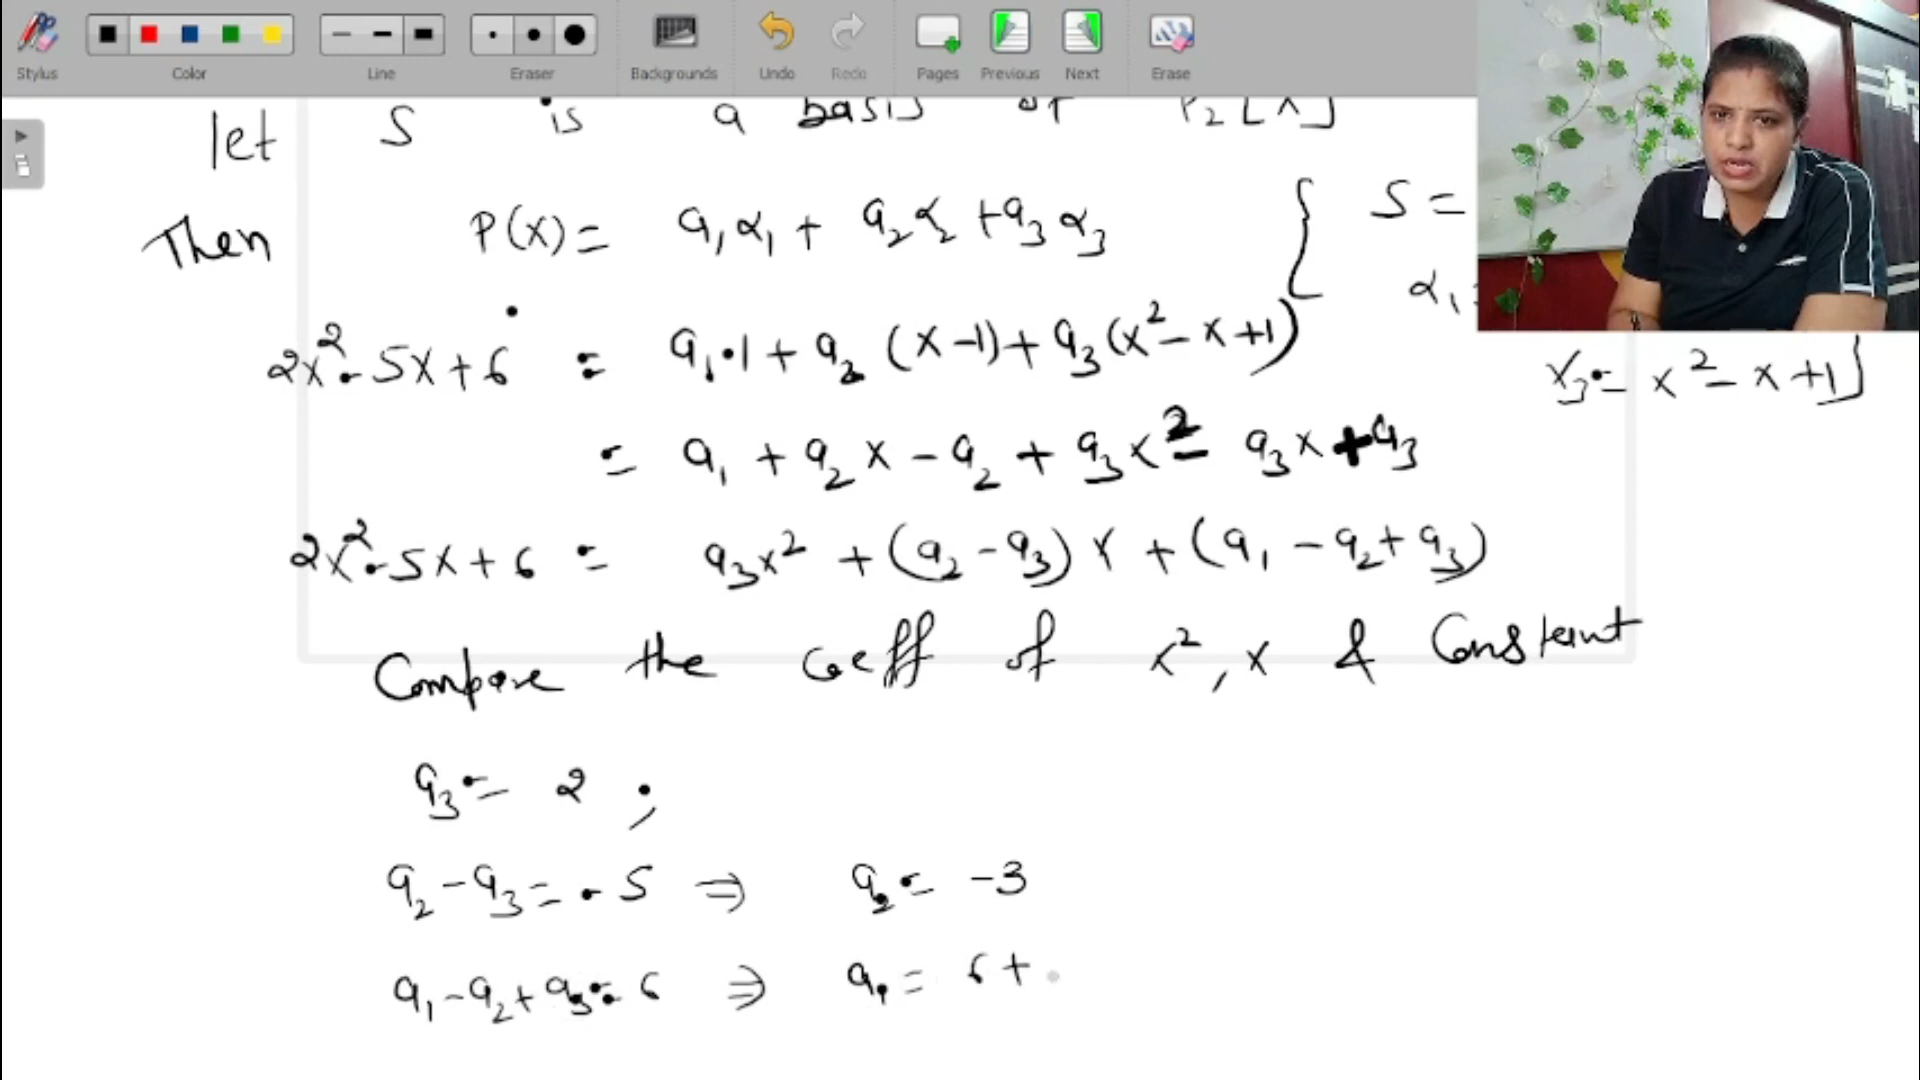 Stylus Color Line Eraser Backgrounds Undo Redo Pages Previous Next Erase
let S is a basis of P₂[x]
Then P(x) = a₁α₁ + a₂α₂ + a₃α₃ { S =
α₁ =
2x² - 5x + 6 = a₁·1 + a₂ (x-1) + a₃ (x² - x + 1)
α₃ = x² - x + 1}
= a₁ + a₂x - a₂ + a₃x² - a₃x + a₃
2x² - 5x + 6 = a₃x² + (a₂ - a₃) x + (a₁ - a₂ + a₃)
Compare the coeff of x², x & Constant
a₃ = 2 ;
a₂ - a₃ = -5 ⇒ a₂ = -3
a₁ - a₂ + a₃ = 6 ⇒ a₁ = 6 +